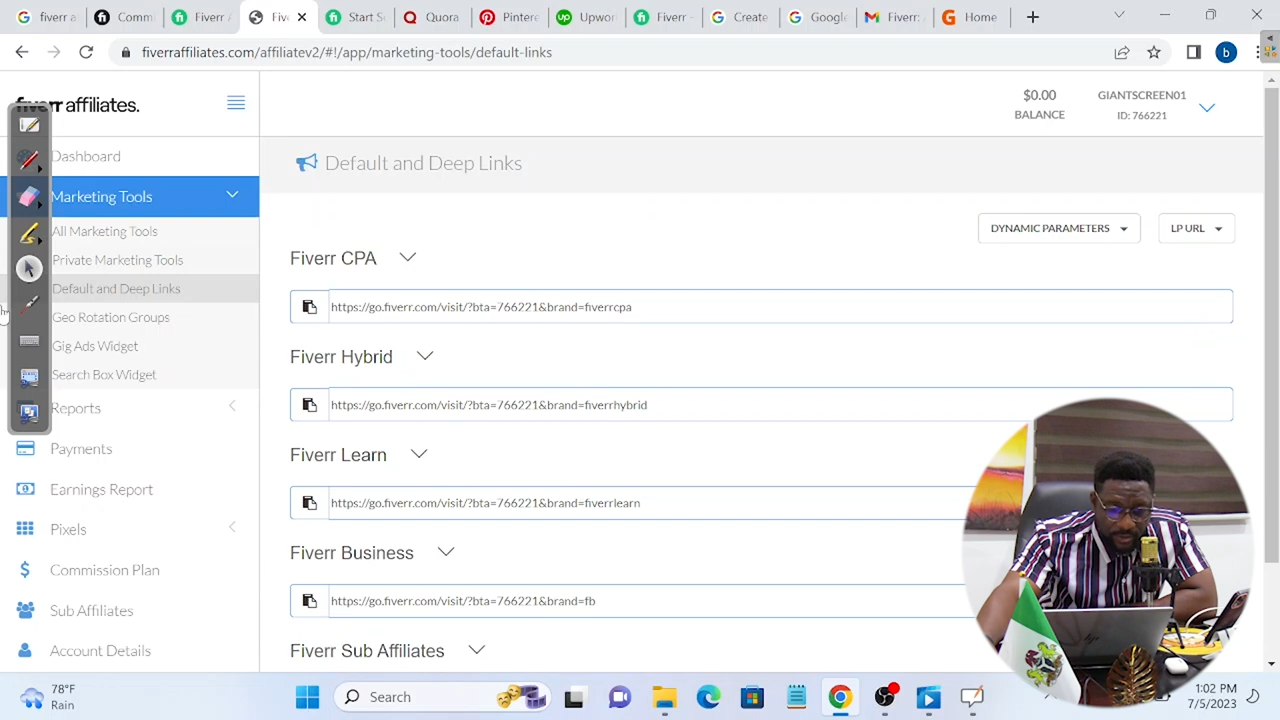 fiverr a
Comm
Fiverr A
Five
Start S
Quora
Pinter
Upwor
Fiverr -
Create
Google
Fiverr:
Home
fiverraffiliates.com/affiliatev2/#!/app/marketing-tools/default-links
b
fiverr affiliates.
$0.00
BALANCE
GIANTSCREEN01
ID: 766221
Dashboard
Marketing Tools
All Marketing Tools
Private Marketing Tools
Default and Deep Links
Geo Rotation Groups
Gig Ads Widget
Search Box Widget
Reports
Payments
Earnings Report
Pixels
Commission Plan
Sub Affiliates
Account Details
Default and Deep Links
DYNAMIC PARAMETERS
LP URL
Fiverr CPA
https://go.fiverr.com/visit/?bta=766221&brand=fiverrcpa
Fiverr Hybrid
https://go.fiverr.com/visit/?bta=766221&brand=fiverrhybrid
Fiverr Learn
https://go.fiverr.com/visit/?bta=766221&brand=fiverrlearn
Fiverr Business
https://go.fiverr.com/visit/?bta=766221&brand=fb
Fiverr Sub Affiliates
78°F
Rain
Search
1:02 PM
7/5/2023